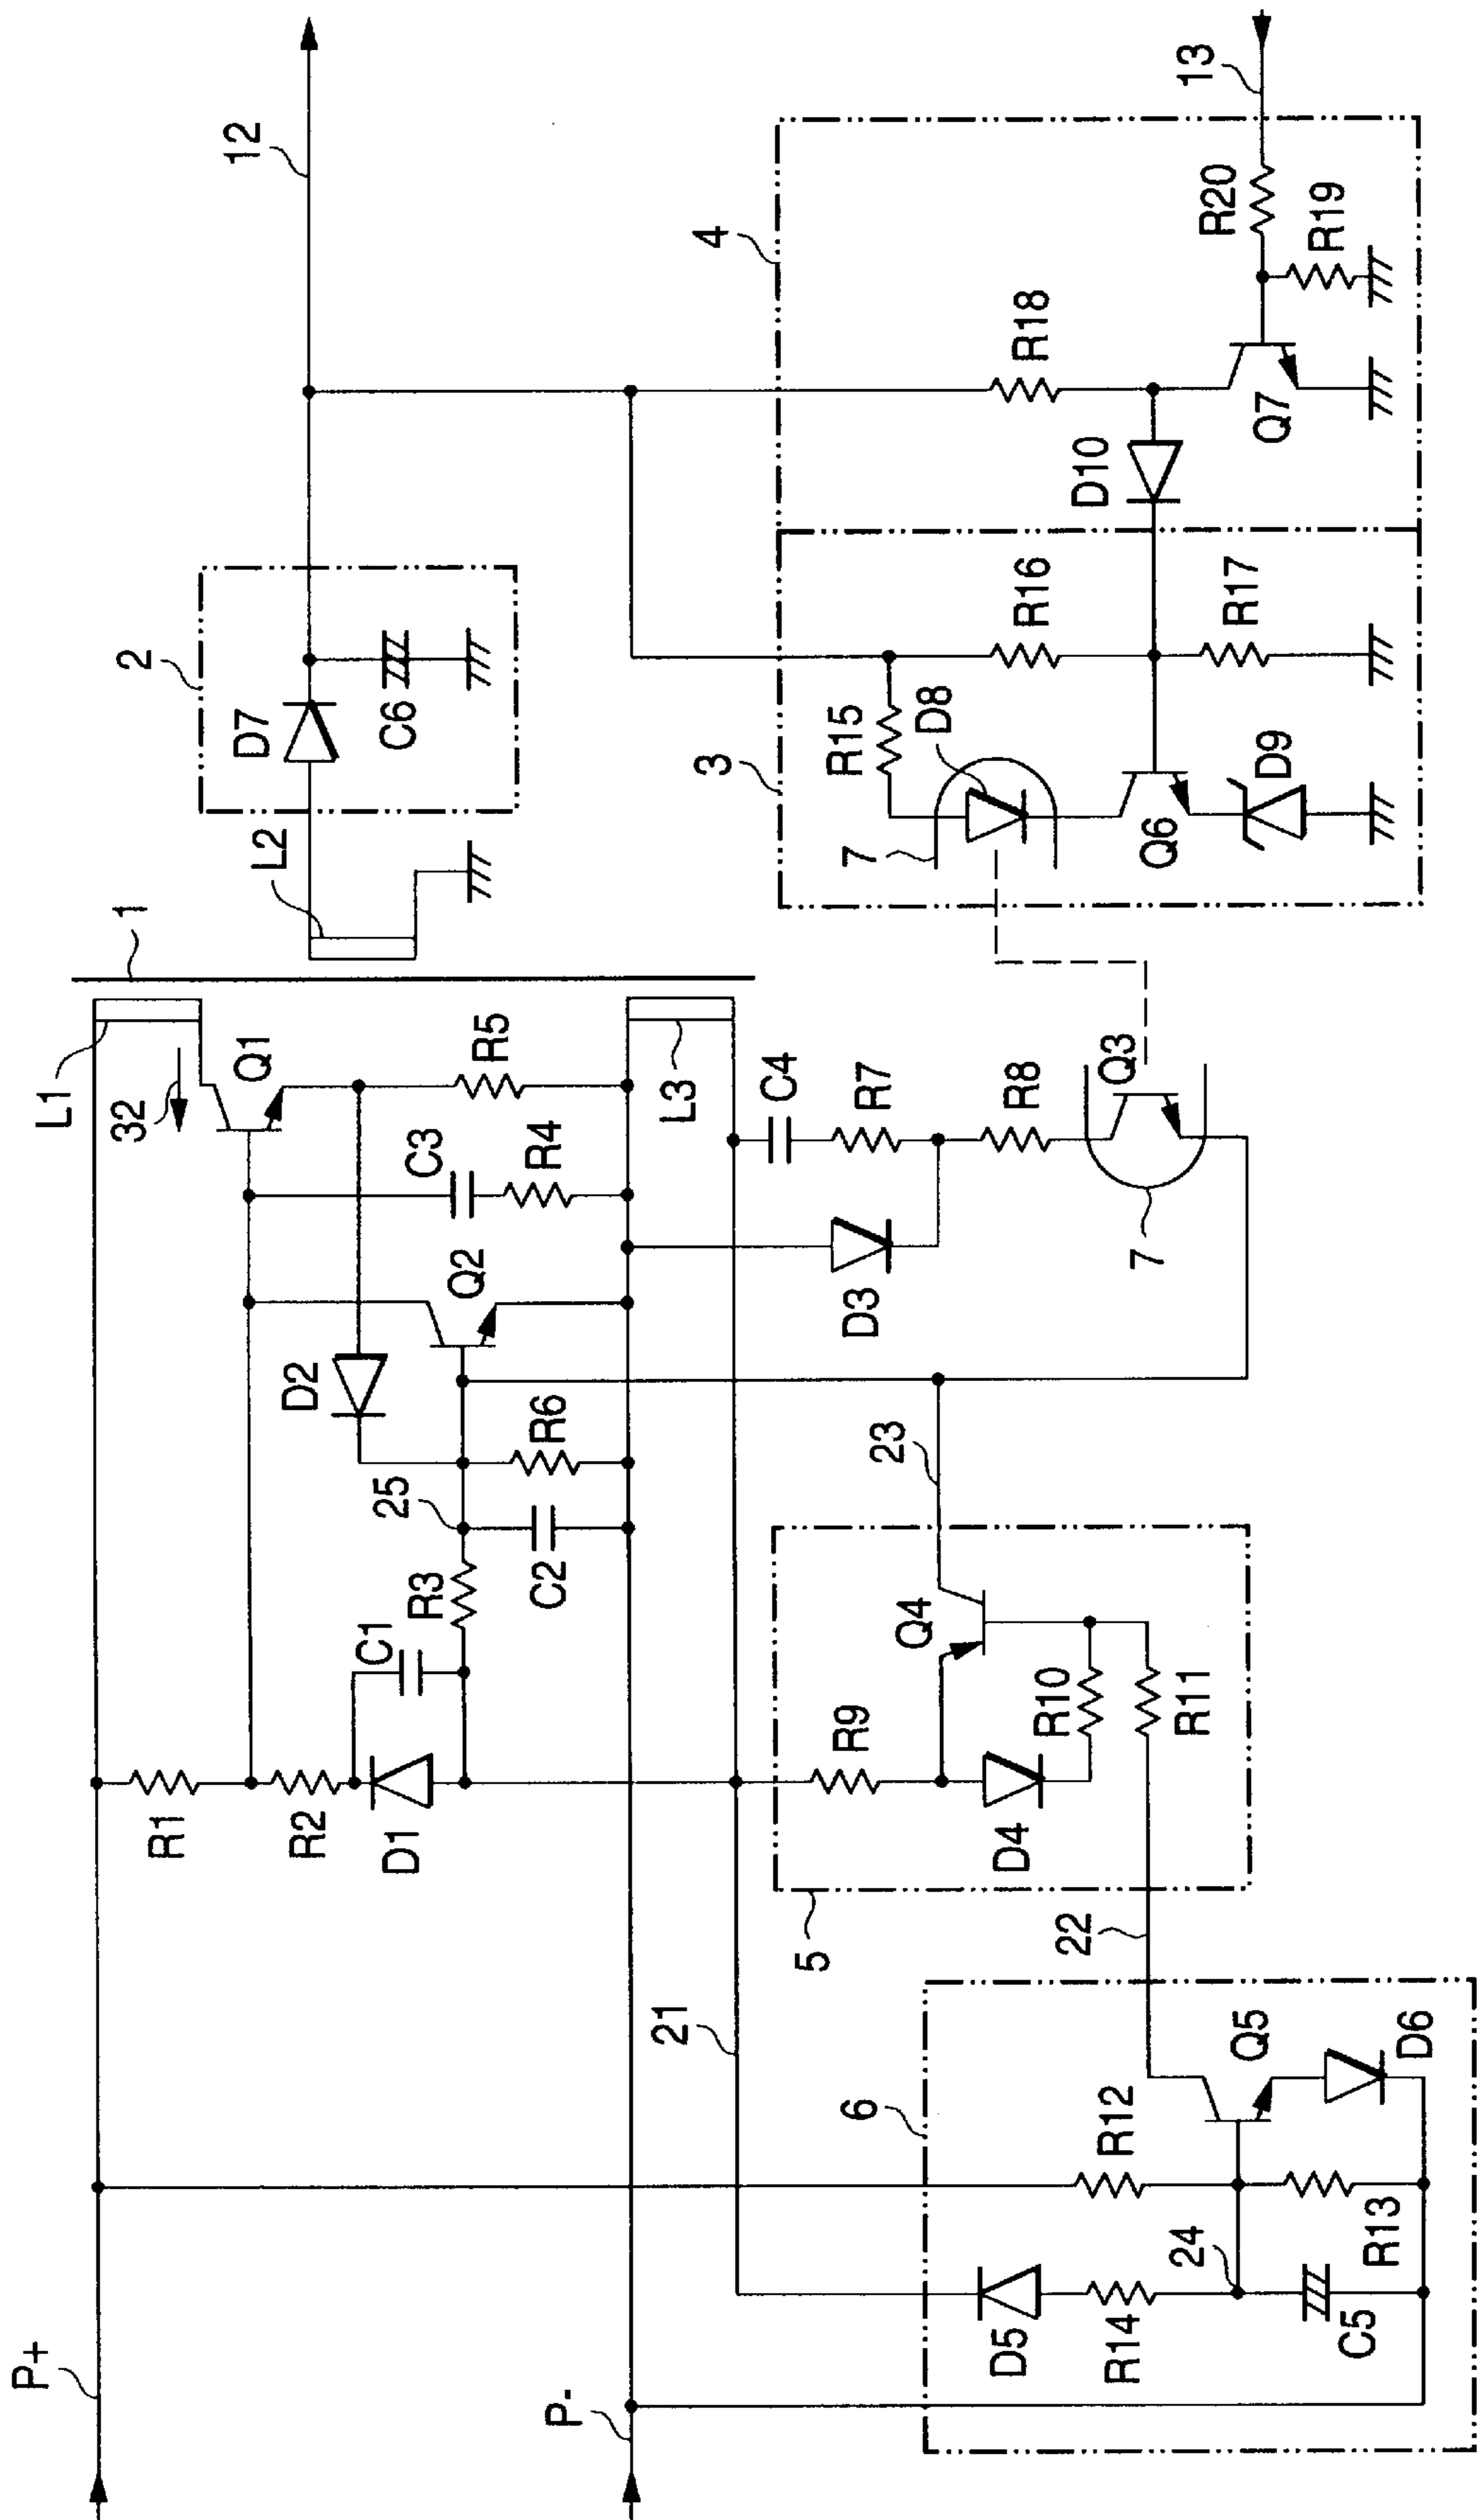 P+
P-
L1
32
Q1
R5
1
L2
2
D7
C6
12
C3
R4
Q2
D2
R6
25
C2
R3
C1
R1
R2
D1
L3
C4
R7
R8
Q3
7
D3
23
Q4
R9
R10
R11
D4
5
22
21
6
R12
Q5
D6
R13
24
C5
D5
R14
3
R15
D8
7
R16
R17
Q6
D9
D10
4
R18
R20
R19
Q7
13